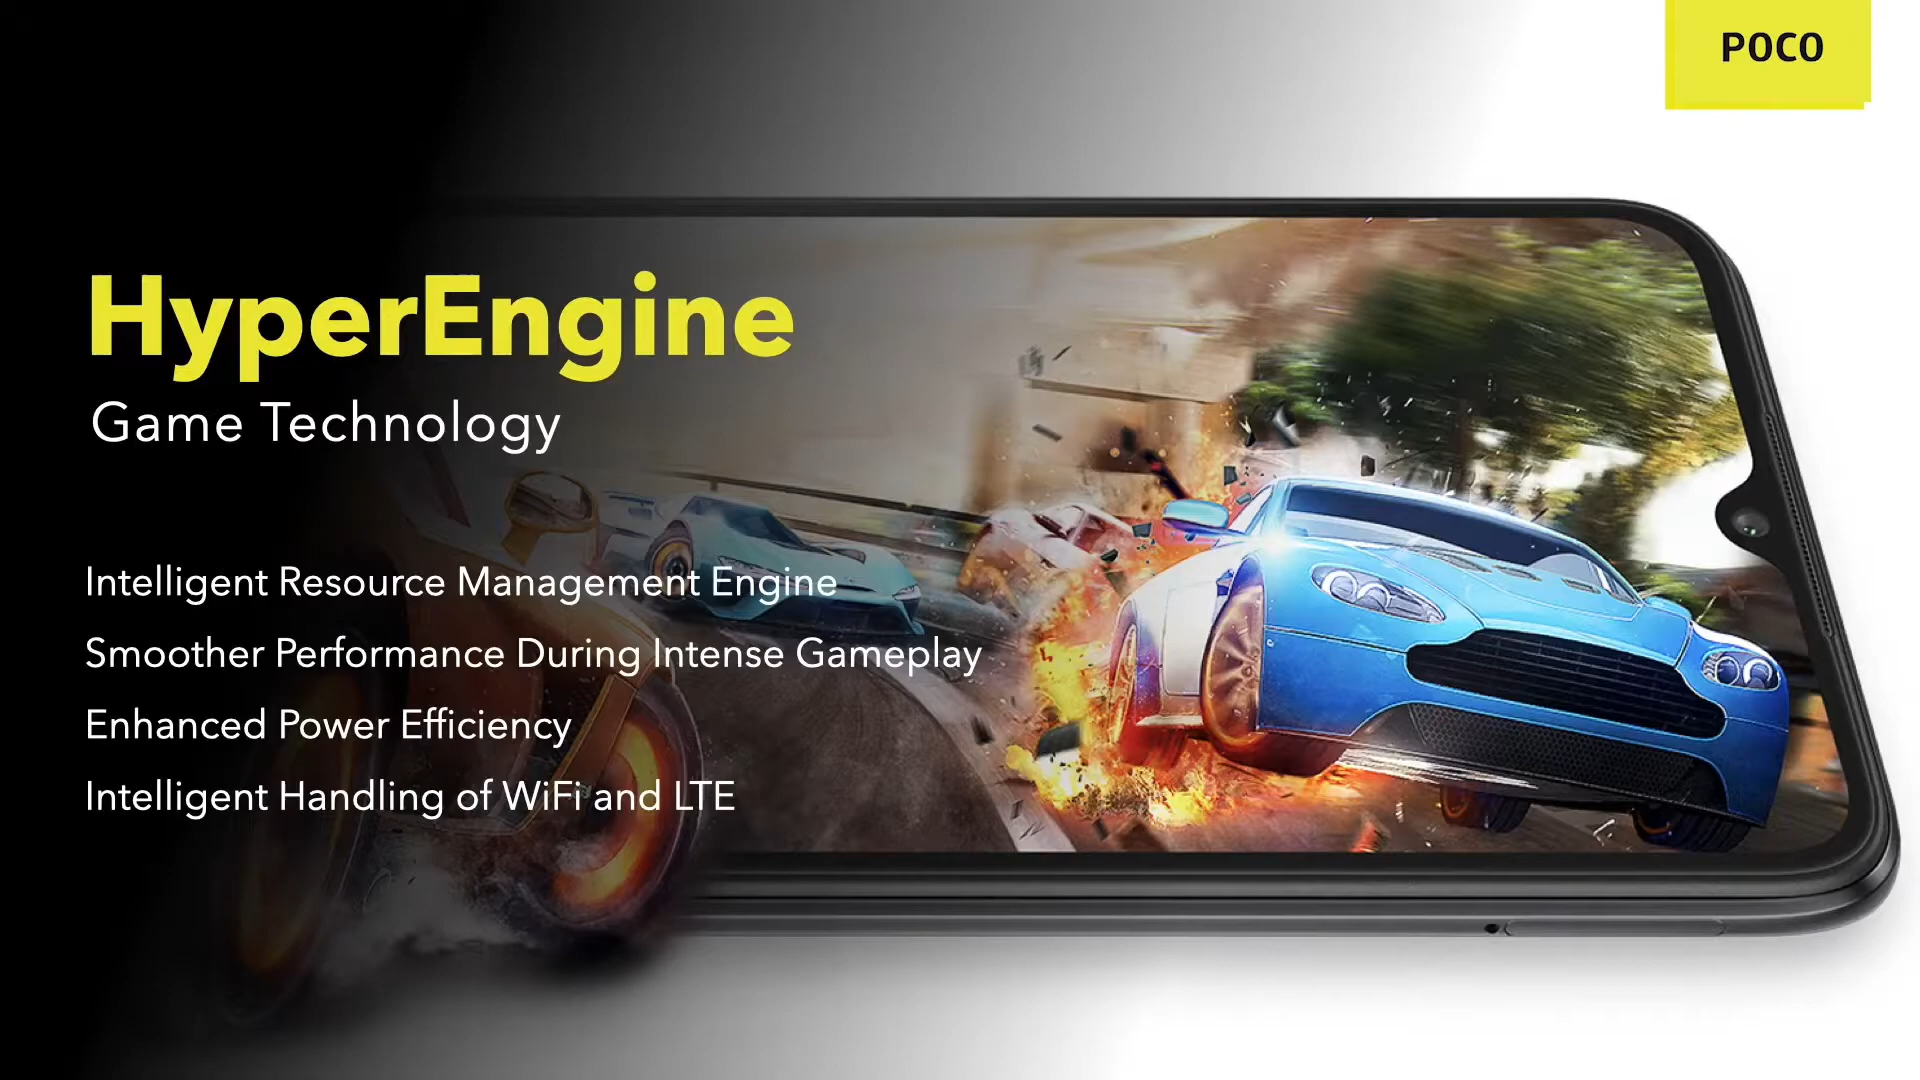 POCO
HyperEngine
Game Technology
Intelligent Resource Management Engine
Smoother Performance During Intense Gameplay
Enhanced Power Efficiency
Intelligent Handling of WiFi and LTE